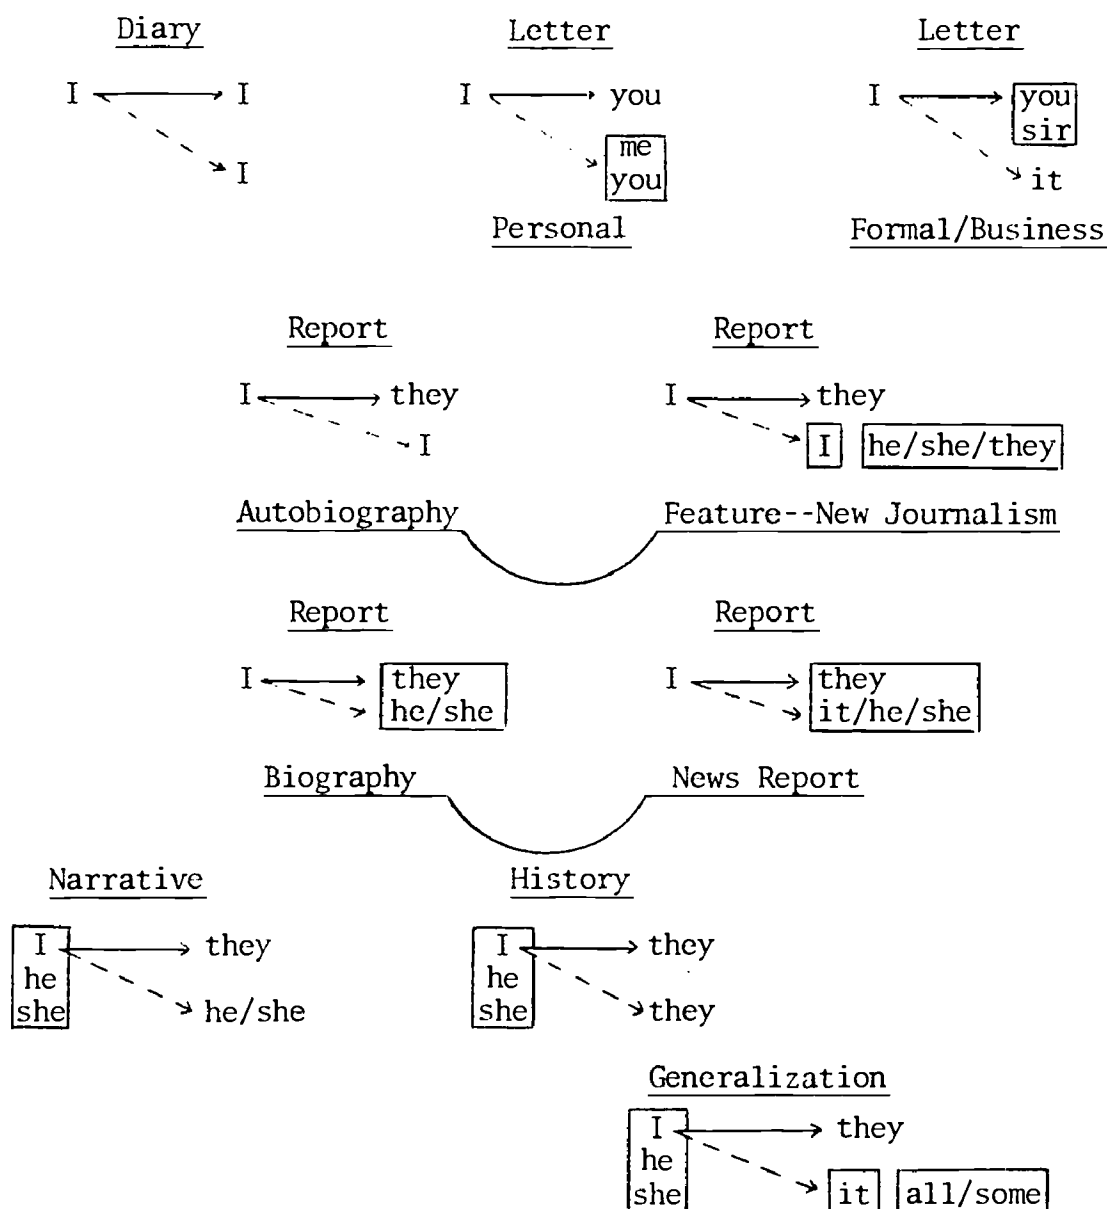 Diary Letter Letter
I I I you I you
sir
I me
you it
Personal Formal/Business
Report Report
I they I they
I I he/she/they
Autobiography Feature--New Journalism
Report Report
I they I they
he/she it/he/she
Biography News Report
Narrative History
I they I they
he he
she he/she she they
Generalization
I they
he
she it all/some